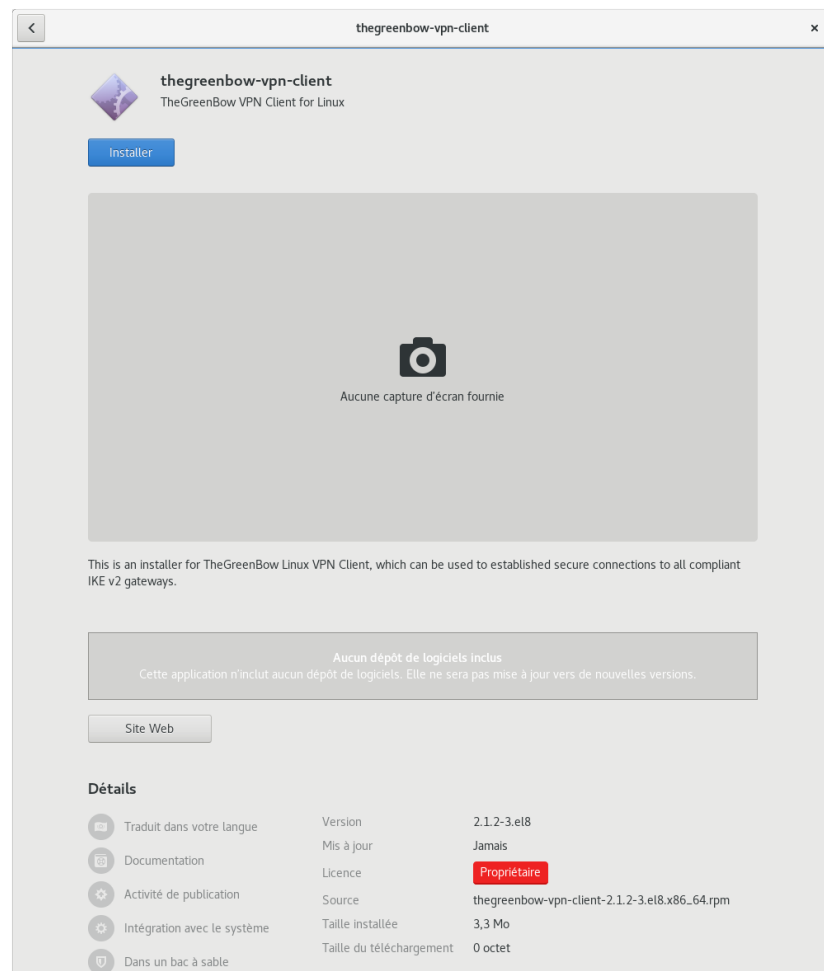 thegreenbow-vpn-client
thegreenbow-vpn-client
TheGreenBow VPN Client for Linux
Installer
Aucune capture d'écran fournie
This is an installer for TheGreenBow Linux VPN Client, which can be used to established secure connections to all compliant
IKE v2 gateways.
Aucun dépôt de logiciels inclus
Cette application n'inclut aucun dépôt de logiciels. Elle ne sera pas mise à jour vers de nouvelles versions.
Site Web
Détails
Traduit dans votre langue
Documentation
Activité de publication
Intégration avec le système
Dans un bac à sable
Version 2.1.2-3.el8
Mis à jour Jamais
Licence Propriétaire
Source thegreenbow-vpn-client-2.1.2-3.el8.x86_64.rpm
Taille installée 3,3 Mo
Taille du téléchargement 0 octet